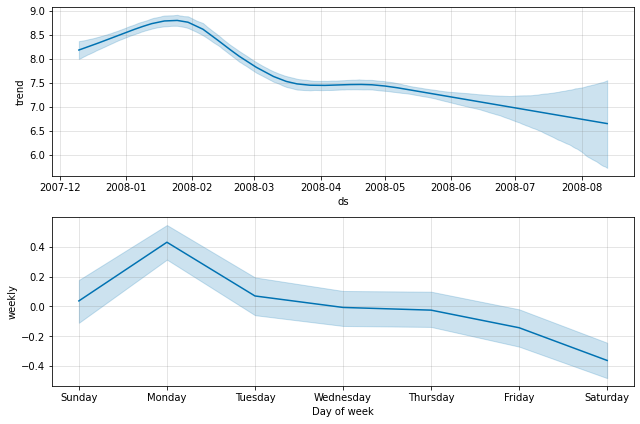 9.0
8.5
8.0
7.5
7.0
6.5
6.0
trend
2007-12 2008-01 2008-02 2008-03 2008-04 2008-05 2008-06 2008-07 2008-08
ds
0.4
0.2
0.0
−0.2
−0.4
weekly
Sunday Monday Tuesday Wednesday Thursday Friday Saturday
Day of week